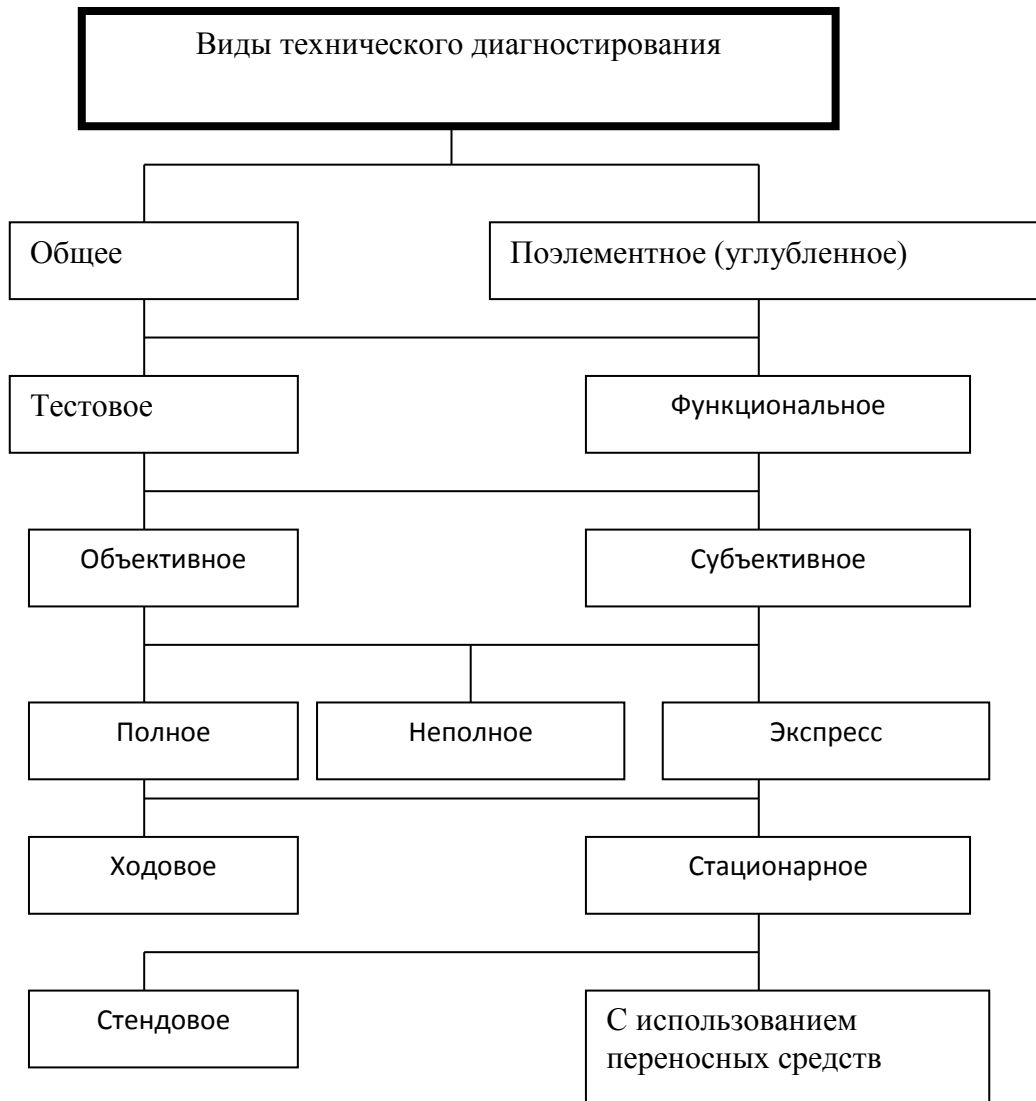 Виды технического диагностирования
Общее
Поэлементное (углубленное)
Тестовое
Функциональное
Объективное
Субъективное
Полное
Неполное
Экспресс
Ходовое
Стационарное
Стендовое
С использованием
переносных средств